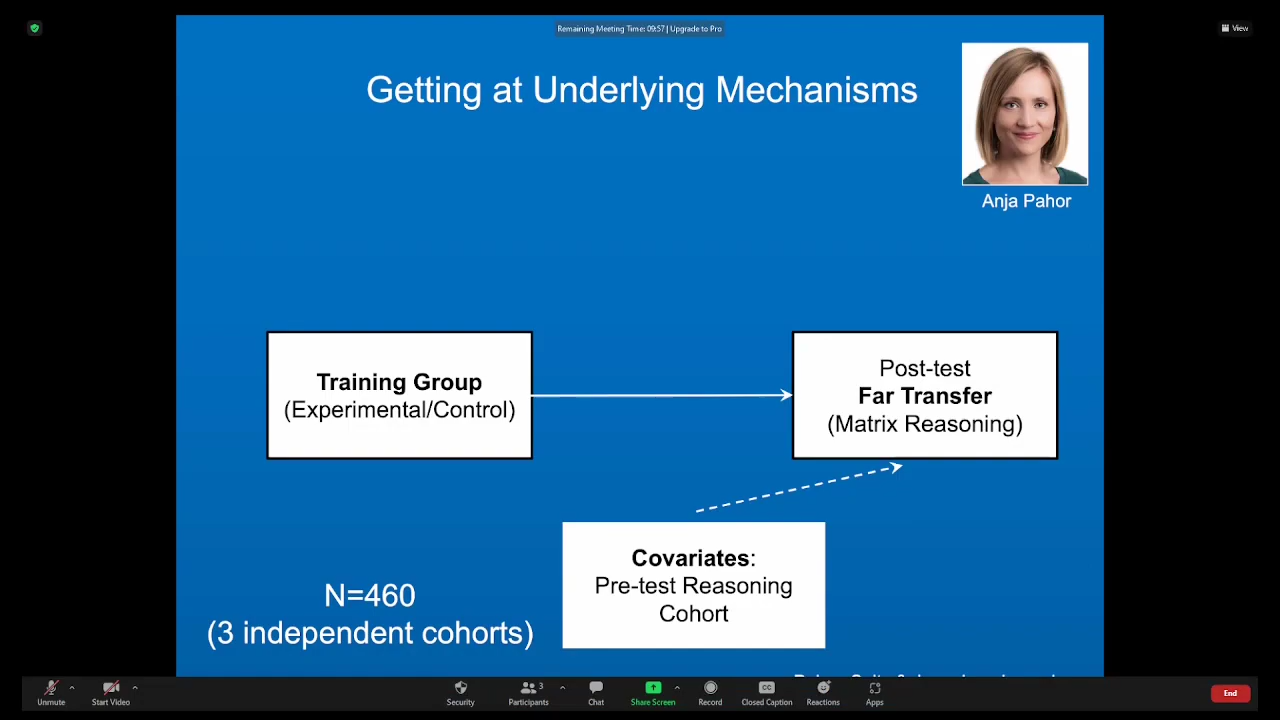 Remaining Meeting Time: 09:57 | Upgrade to Pro
View
Getting at Underlying Mechanisms
Anja Pahor
Training Group
(Experimental/Control)
Post-test
Far Transfer
(Matrix Reasoning)
Covariates:
Pre-test Reasoning
Cohort
N=460
(3 independent cohorts)
Unmute
Start Video
Security
Participants
3
Chat
Share Screen
Record
CC
Closed Caption
Reactions
Apps
End